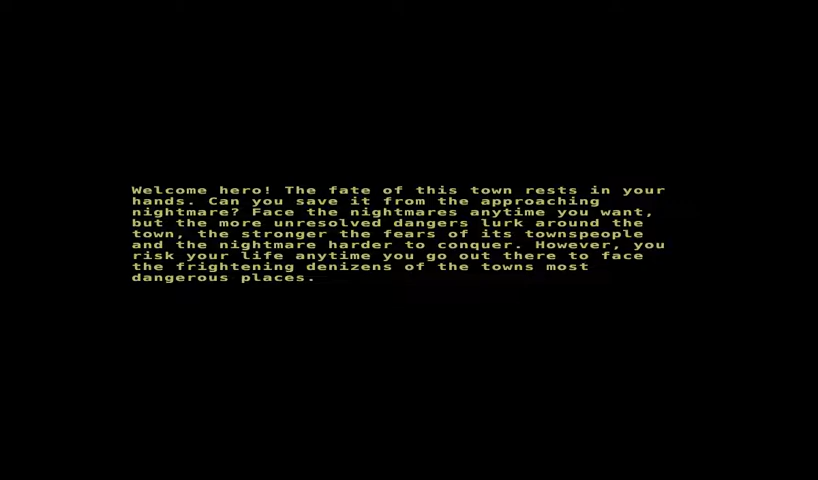 Welcome hero! The fate of this town rests in your
hands. Can you save it from the approaching
nightmare? Face the nightmares anytime you want,
but the more unresolved dangers lurk around the
town, the stronger the fears of its townspeople
and the nightmare harder to conquer. However, you
risk your life anytime you go out there to face
the frightening denizens of the towns most
dangerous places.